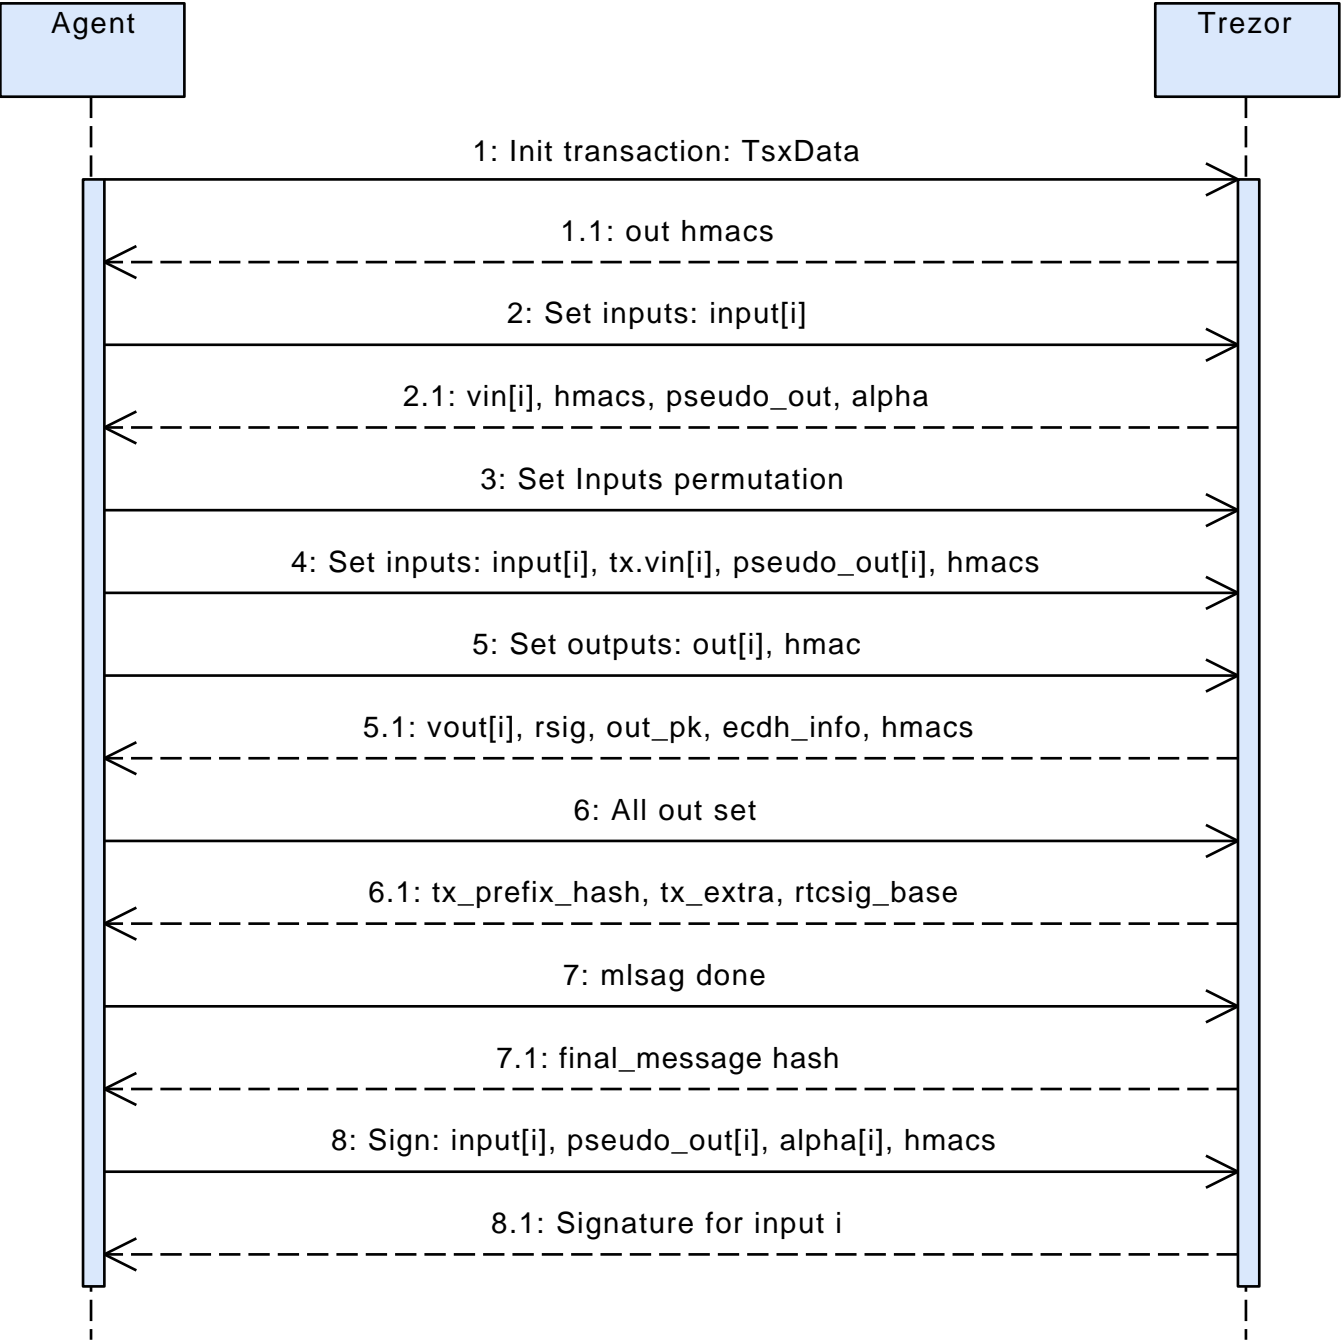 Agent
Trezor
1: Init transaction: TsxData
1.1: out hmacs
2: Set inputs: input[i]
2.1: vin[i], hmacs, pseudo_out, alpha
3: Set Inputs permutation
4: Set inputs: input[i], tx.vin[i], pseudo_out[i], hmacs
5: Set outputs: out[i], hmac
5.1: vout[i], rsig, out_pk, ecdh_info, hmacs
6: All out set
6.1: tx_prefix_hash, tx_extra, rtcsig_base
7: mlsag done
7.1: final_message hash
8: Sign: input[i], pseudo_out[i], alpha[i], hmacs
8.1: Signature for input i